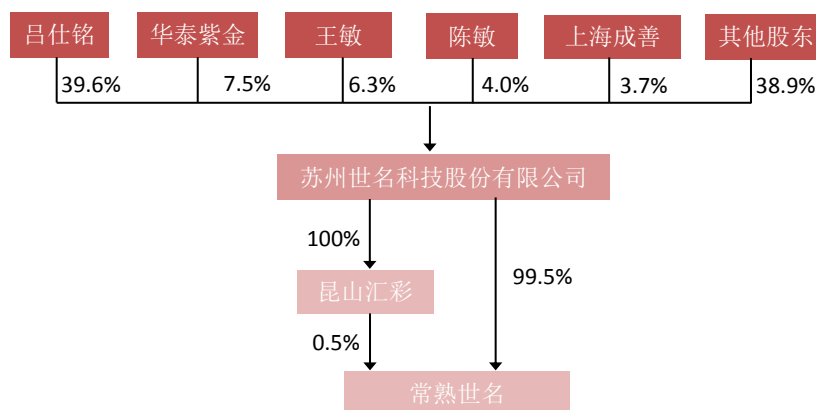 吕仕铭
华泰紫金
王敏
陈敏
上海成善
其他股东
39.6%
7.5%
6.3%
4.0%
3.7%
38.9%
苏州世名科技股份有限公司
100%
99.5%
昆山汇彩
0.5%
常熟世名